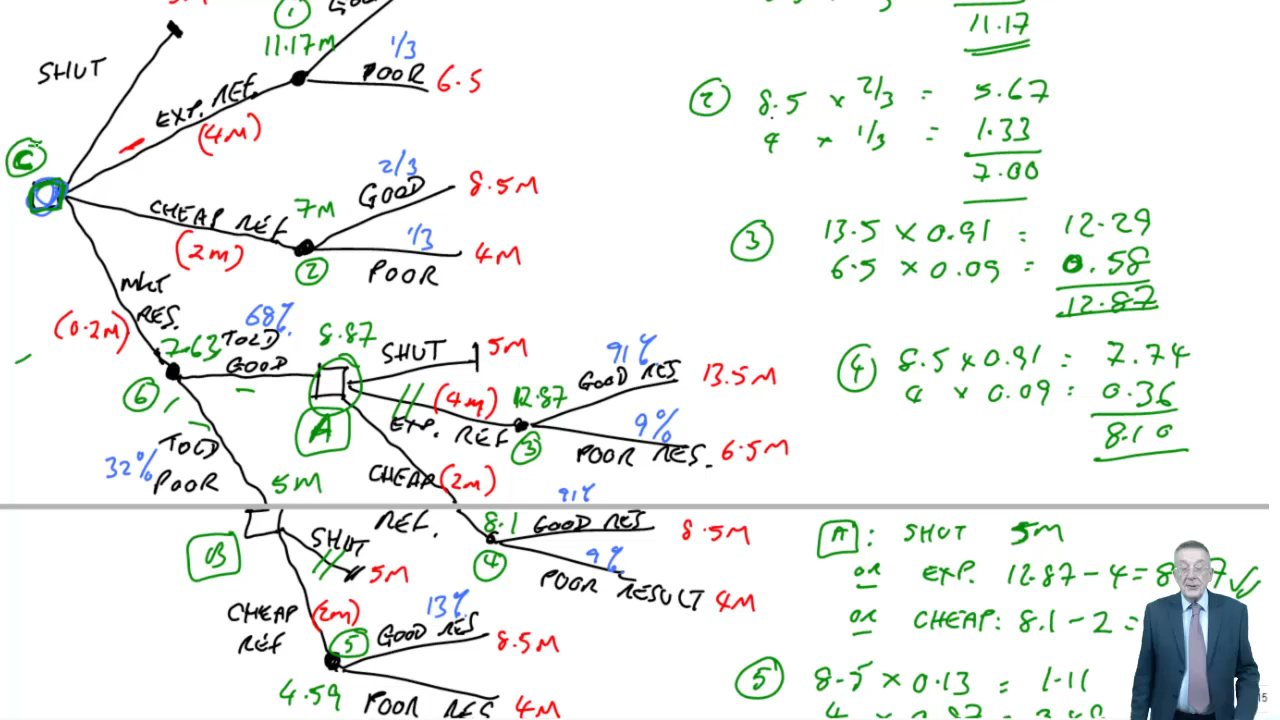 SHUT
①
11.17M
EXP. REF.
(4M)
1/3
POOR
6.5
C
CHEAP REF
(2M)
7M
②
2/3
GOOD
8.5M
1/3
POOR
4M
MKT
RES.
(0.2M)
7.63
⑥
68%
TOLD
GOOD
8.87
A
SHUT
5M
EXP. REF
(4M)
12.87
③
91%
GOOD RES
13.5M
9%
POOR RES.
6.5M
32%
TOLD
POOR
5M
CHEAP
REF.
(2M)
8.1
④
91%
GOOD RES
8.5M
9%
POOR RESULT
4M
B
SHUT
5M
CHEAP
REF
(2M)
⑤
4.59
13%
GOOD RES
8.5M
POOR RES
4M
11.17
② 8.5 x 2/3 = 5.67
4 x 1/3 = 1.33
7.00
③ 13.5 x 0.91 = 12.29
6.5 x 0.09 = 0.58
12.87
④ 8.5 x 0.91 = 7.74
4 x 0.09 = 0.36
8.10
A: SHUT 5M
OR EXP. 12.87 - 4 = 8
OR CHEAP: 8.1 - 2 =
⑤ 8.5 x 0.13 = 1.11
15